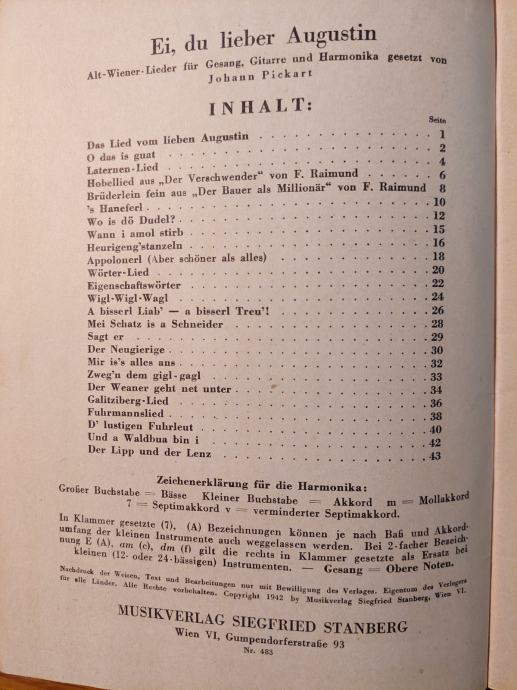 Ei, du lieber Augustin
Alt-Wiener-Lieder für Gesang, Gitarre und Harmonika gesetzt von
Johann Pickart
INHALT:
Seite
Das Lied vom lieben Augustin 1
O das is guat 2
Laternen-Lied 4
Hobellied aus „Der Verschwender“ von F. Raimund 6
Brüderlein fein aus „Der Bauer als Millionär“ von F. Raimund 8
's Haneferl 10
Wo is dö Dudel? 12
Wann i amol stirb 15
Heurigeng'stanzeln 16
Appolonerl (Aber schöner als alles) 18
Wörter-Lied 20
Eigenschaftswörter 22
Wigl-Wigl-Wagl 24
A bisserl Liab' — a bisserl Treu'! 26
Mei Schatz is a Schneider 28
Sagt er 29
Der Neugierige 30
Mir is's alles ans 32
Zweg'n dem gigl-gagl 33
Der Weaner geht net unter 34
Galitziberg-Lied 36
Fuhrmannslied 38
D' lustigen Fuhrleut 40
Und a Waldbua bin i 42
Der Lipp und der Lenz 43
Zeichenerklärung für die Harmonika:
Großer Buchstabe = Bässe Kleiner Buchstabe = Akkord m = Mollakkord
7 = Septimakkord v = verminderter Septimakkord.
In Klammer gesetzte (7), (A) Bezeichnungen können je nach Baß und Akkord-
umfang der kleinen Instrumente auch weggelassen werden. Bei 2-facher Bezeich-
nung E (A), am (c), dm (f) gilt die rechts in Klammer gesetzte als Ersatz bei
kleinen (12- oder 24-bässigen) Instrumenten. — Gesang = Obere Noten.
Nachdruck der Weisen, Text und Bearbeitungen nur mit Bewilligung des Verlages. Eigentum des Verlegers
für alle Länder. Alle Rechte vorbehalten. Copyright 1942 by Musikverlag Siegfried Stanberg, Wien VI.
MUSIKVERLAG SIEGFRIED STANBERG
Wien VI, Gumpendorferstraße 93
Nr. 483